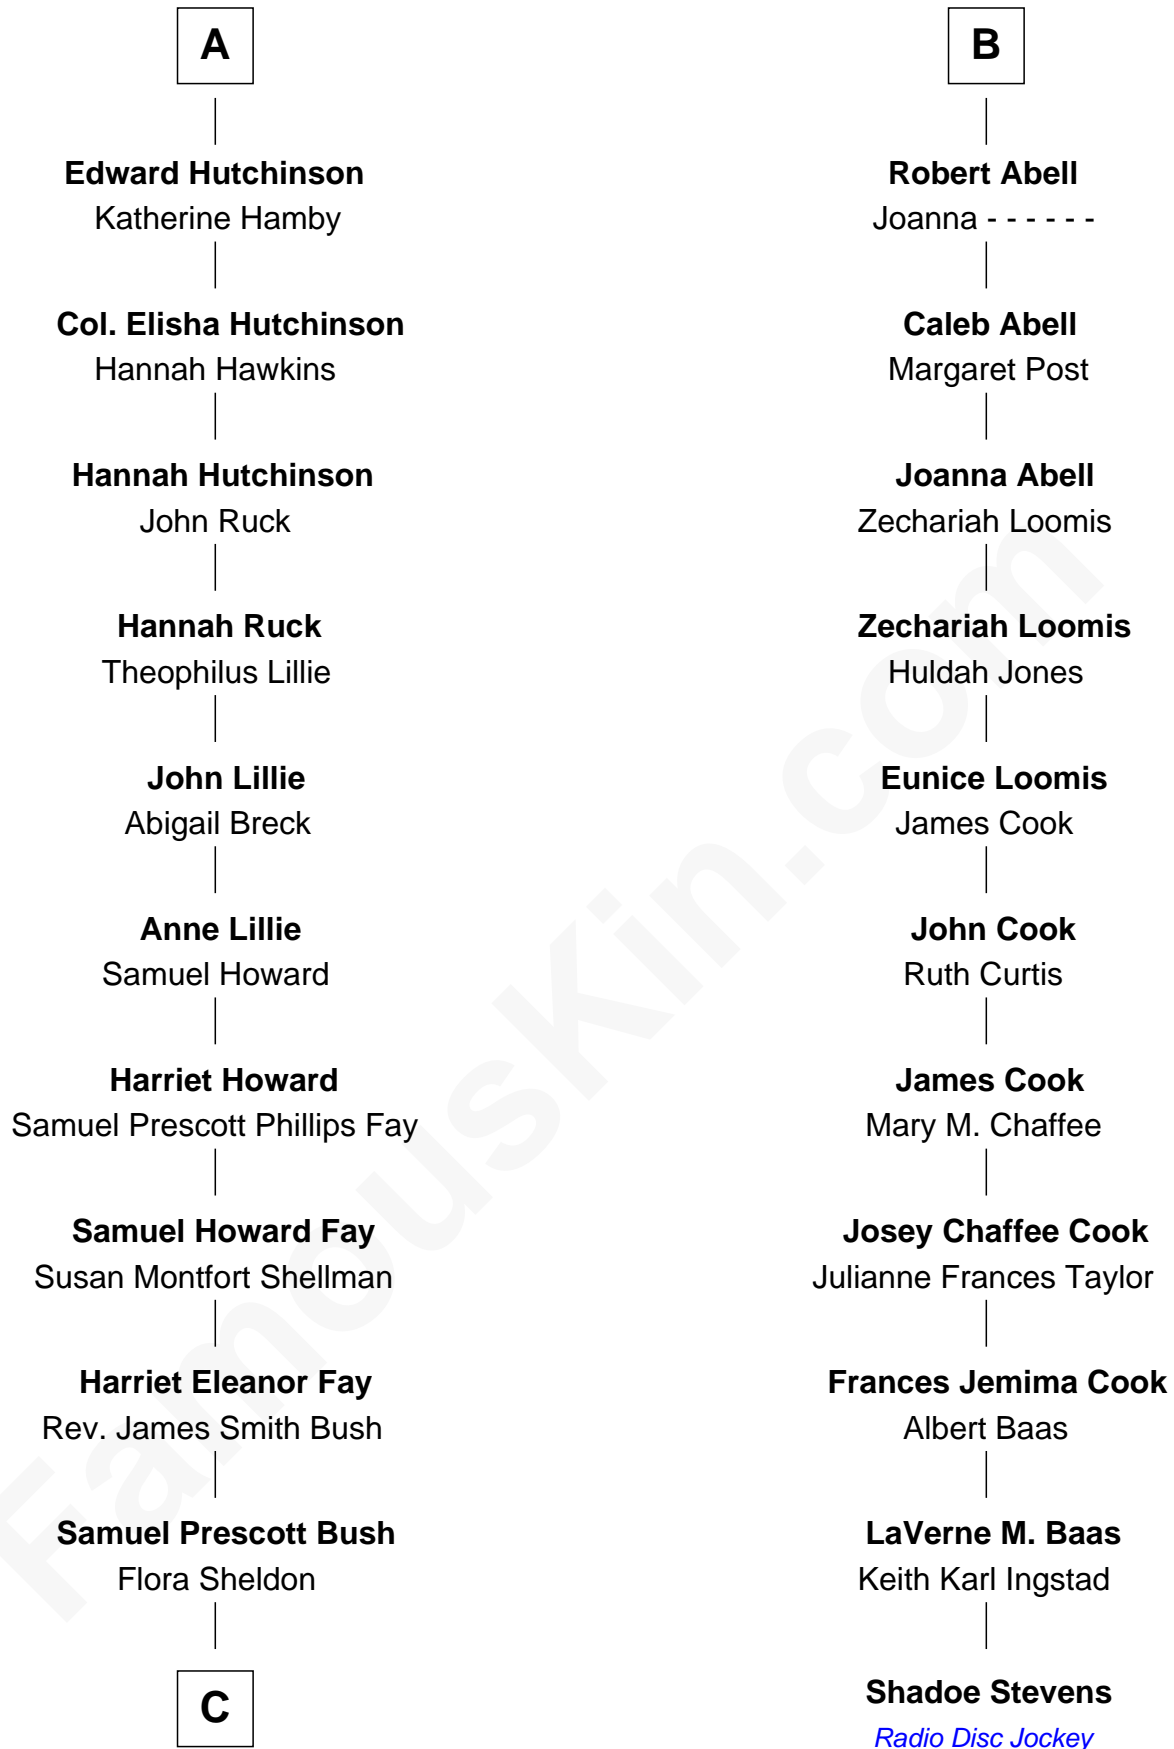 A
Edward Hutchinson
Katherine Hamby
Col. Elisha Hutchinson
Hannah Hawkins
Hannah Hutchinson
John Ruck
Hannah Ruck
Theophilus Lillie
John Lillie
Abigail Breck
Anne Lillie
Samuel Howard
Harriet Howard
Samuel Prescott Phillips Fay
Samuel Howard Fay
Susan Montfort Shellman
Harriet Eleanor Fay
Rev. James Smith Bush
Samuel Prescott Bush
Flora Sheldon
C
B
Robert Abell
Joanna - - - - - -
Caleb Abell
Margaret Post
Joanna Abell
Zechariah Loomis
Zechariah Loomis
Huldah Jones
Eunice Loomis
James Cook
John Cook
Ruth Curtis
James Cook
Mary M. Chaffee
Josey Chaffee Cook
Julianne Frances Taylor
Frances Jemima Cook
Albert Baas
LaVerne M. Baas
Keith Karl Ingstad
Shadoe Stevens
Radio Disc Jockey
FamousKin.com